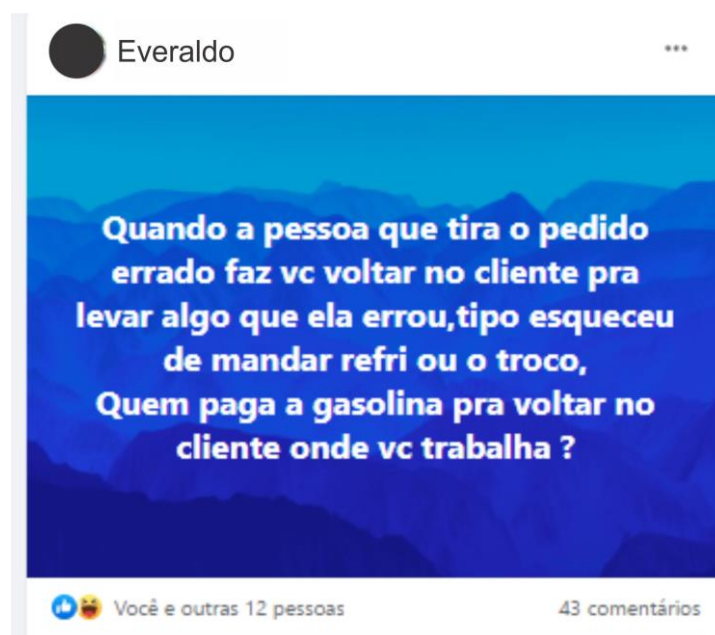 Everaldo
Quando a pessoa que tira o pedido
errado faz vc voltar no cliente pra
levar algo que ela errou,tipo esqueceu
de mandar refri ou o troco,
Quem paga a gasolina pra voltar no
cliente onde vc trabalha ?
Você e outras 12 pessoas
43 comentários